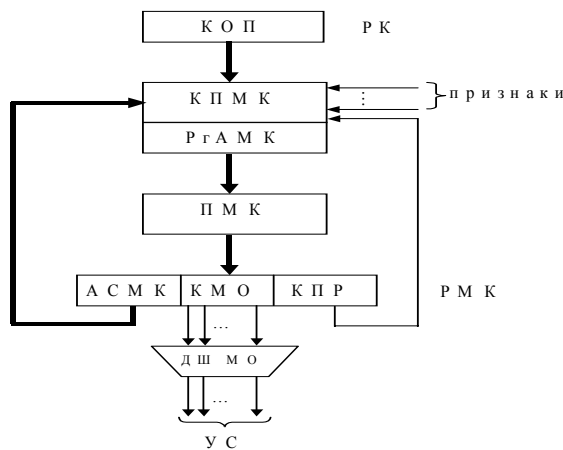 КОП РК
КПМК признаки
РгАМК
ПМК
АСМК КМО КПР РМК
...
ДШ МО
...
УС